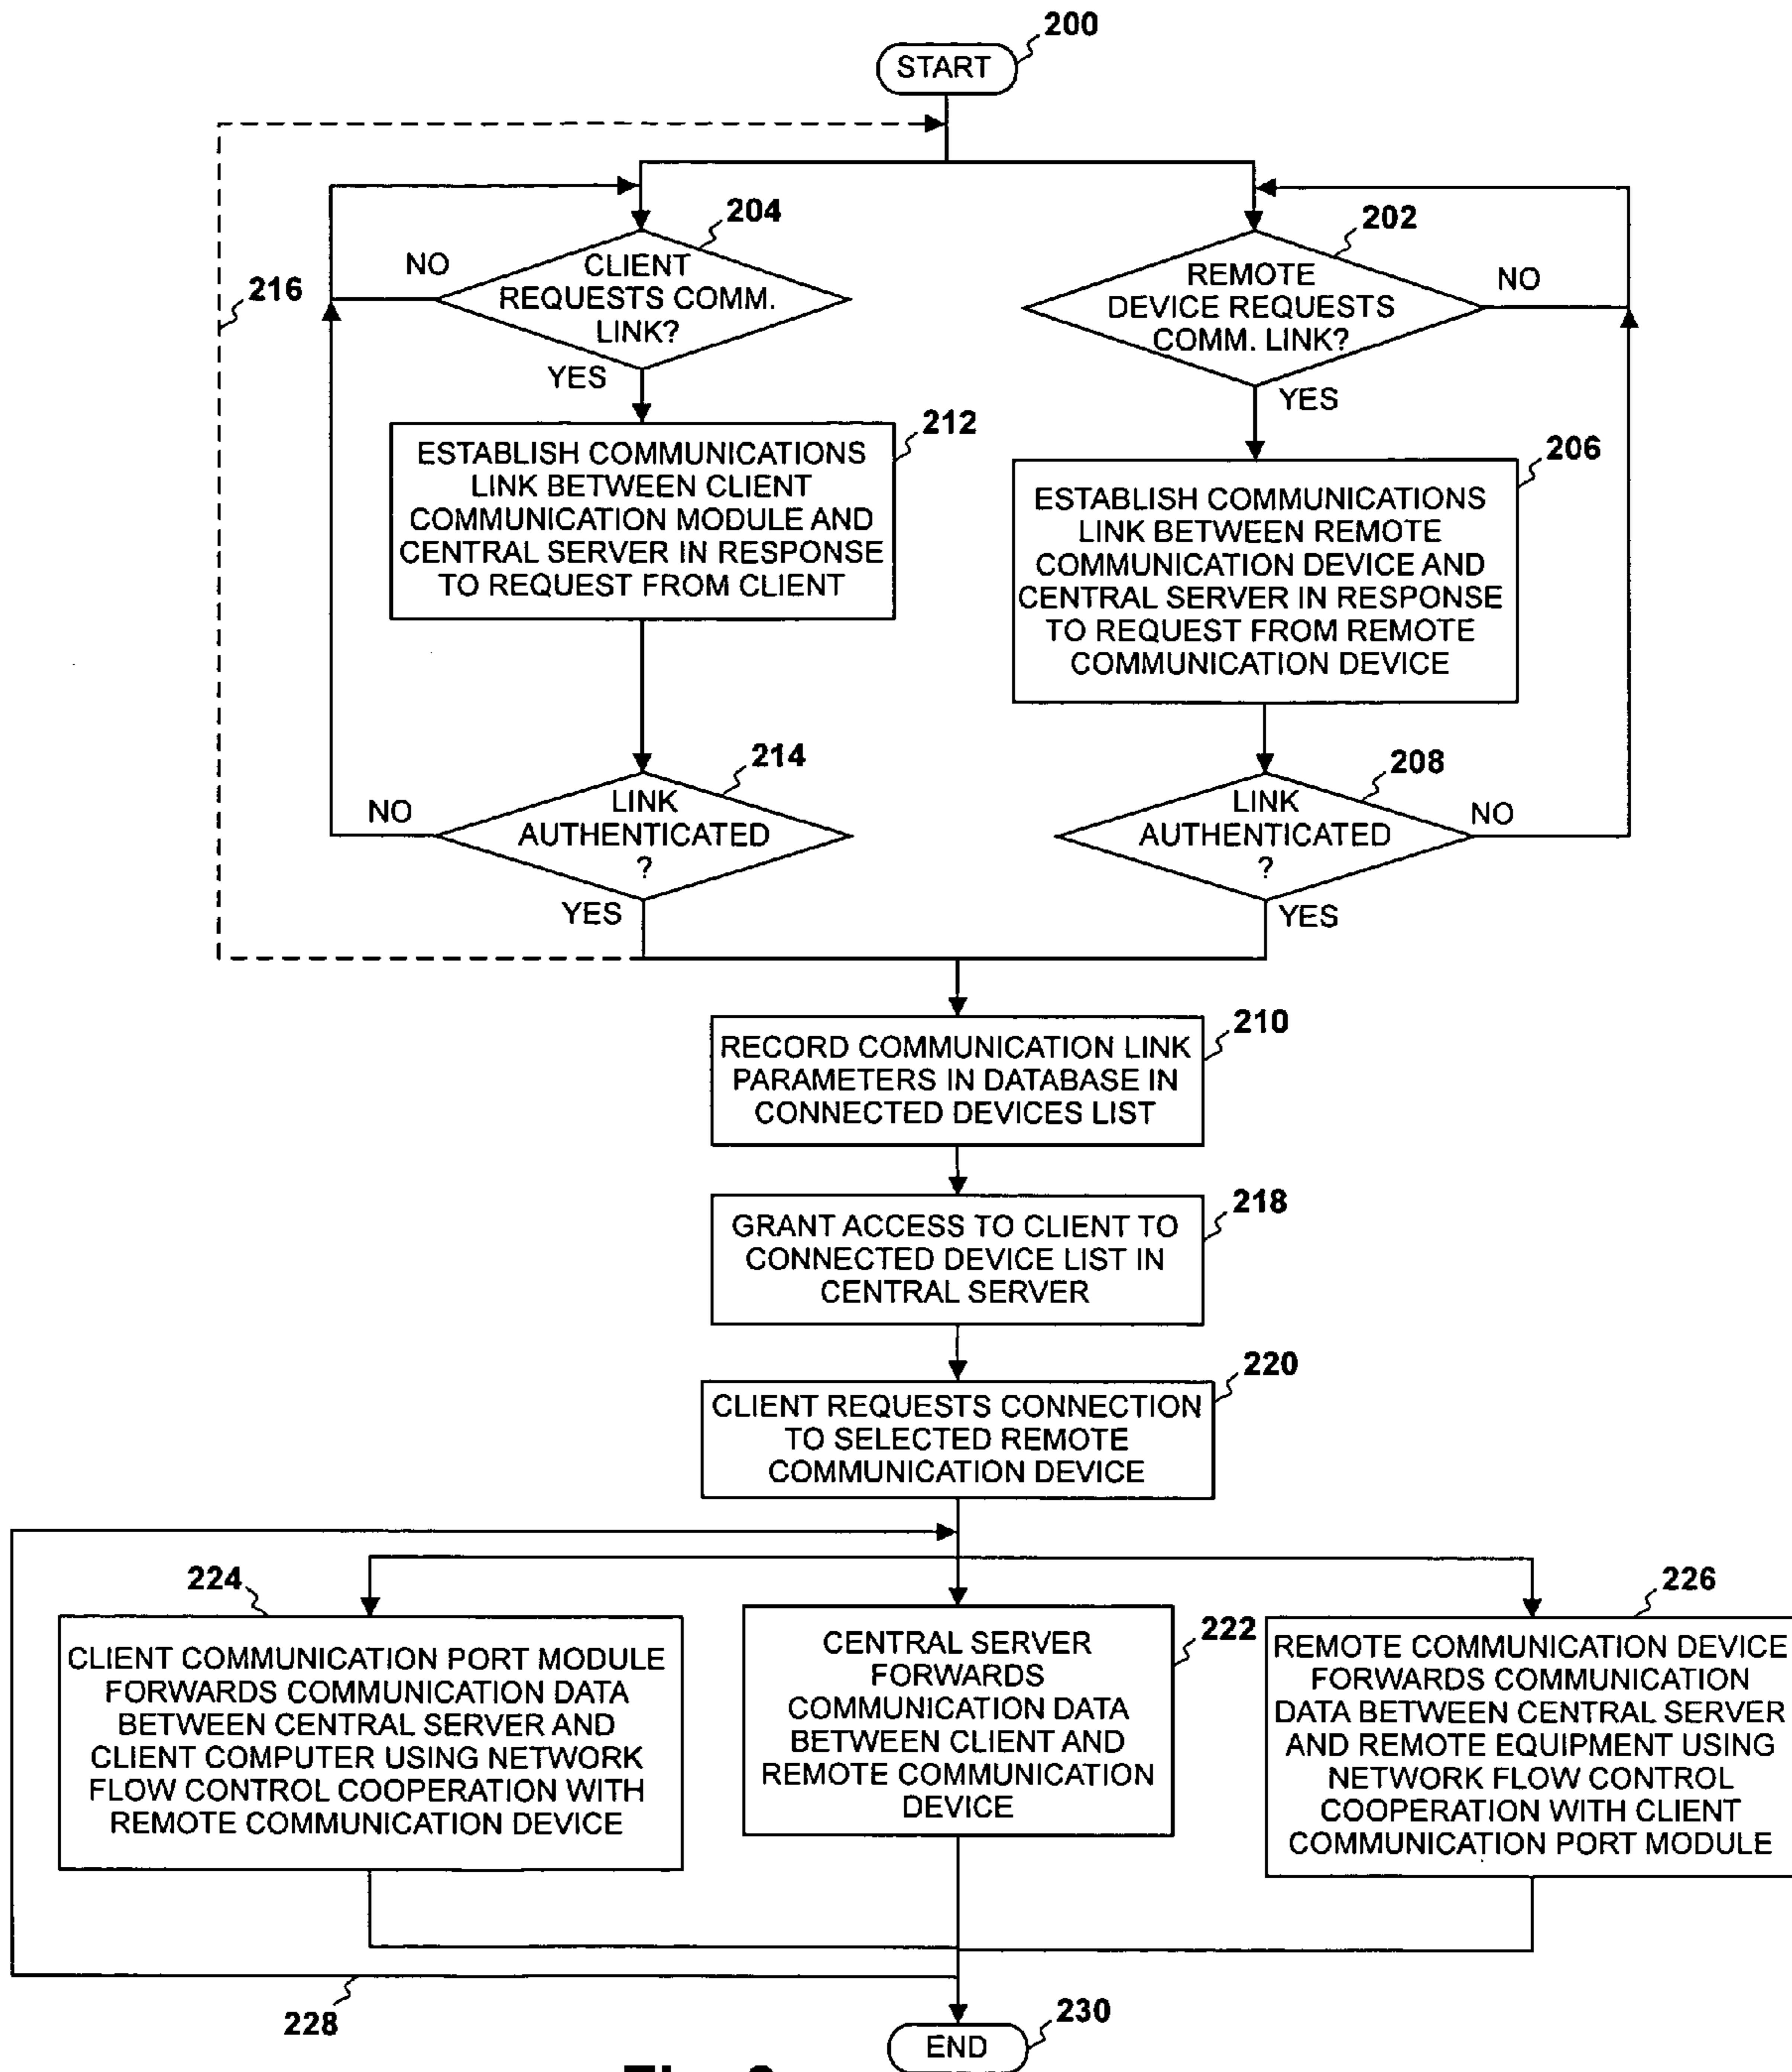 200
START
204
202
NO
CLIENT
REQUESTS COMM.
LINK?
REMOTE
DEVICE REQUESTS
COMM. LINK?
NO
216
YES
YES
212
ESTABLISH COMMUNICATIONS
LINK BETWEEN CLIENT
COMMUNICATION MODULE AND
CENTRAL SERVER IN RESPONSE
TO REQUEST FROM CLIENT
206
ESTABLISH COMMUNICATIONS
LINK BETWEEN REMOTE
COMMUNICATION DEVICE AND
CENTRAL SERVER IN RESPONSE
TO REQUEST FROM REMOTE
COMMUNICATION DEVICE
214
208
NO
LINK
AUTHENTICATED
?
LINK
AUTHENTICATED
?
NO
YES
YES
210
RECORD COMMUNICATION LINK
PARAMETERS IN DATABASE IN
CONNECTED DEVICES LIST
218
GRANT ACCESS TO CLIENT TO
CONNECTED DEVICE LIST IN
CENTRAL SERVER
220
CLIENT REQUESTS CONNECTION
TO SELECTED REMOTE
COMMUNICATION DEVICE
224
CLIENT COMMUNICATION PORT MODULE
FORWARDS COMMUNICATION DATA
BETWEEN CENTRAL SERVER AND
CLIENT COMPUTER USING NETWORK
FLOW CONTROL COOPERATION WITH
REMOTE COMMUNICATION DEVICE
222
CENTRAL SERVER
FORWARDS
COMMUNICATION DATA
BETWEEN CLIENT AND
REMOTE COMMUNICATION
DEVICE
226
REMOTE COMMUNICATION DEVICE
FORWARDS COMMUNICATION
DATA BETWEEN CENTRAL SERVER
AND REMOTE EQUIPMENT USING
NETWORK FLOW CONTROL
COOPERATION WITH CLIENT
COMMUNICATION PORT MODULE
228
230
END